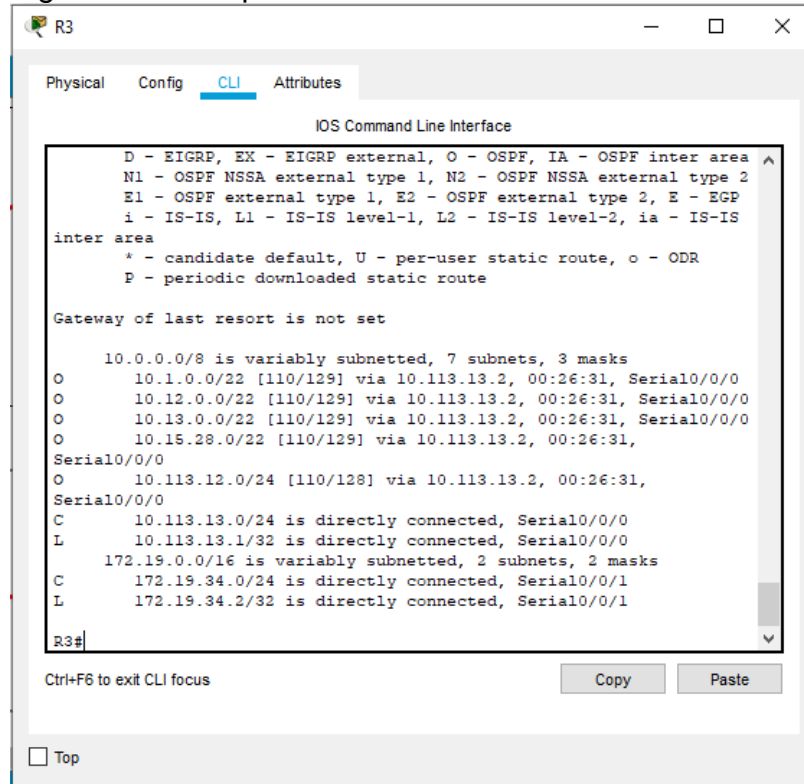 R3
Physical Config CLI Attributes
IOS Command Line Interface
D - EIGRP, EX - EIGRP external, O - OSPF, IA - OSPF inter area
N1 - OSPF NSSA external type 1, N2 - OSPF NSSA external type 2
E1 - OSPF external type 1, E2 - OSPF external type 2, E - EGP
i - IS-IS, L1 - IS-IS level-1, L2 - IS-IS level-2, ia - IS-IS
inter area
* - candidate default, U - per-user static route, o - ODR
P - periodic downloaded static route
Gateway of last resort is not set
10.0.0.0/8 is variably subnetted, 7 subnets, 3 masks
O 10.1.0.0/22 [110/129] via 10.113.13.2, 00:26:31, Serial0/0/0
O 10.12.0.0/22 [110/129] via 10.113.13.2, 00:26:31, Serial0/0/0
O 10.13.0.0/22 [110/129] via 10.113.13.2, 00:26:31, Serial0/0/0
O 10.15.28.0/22 [110/129] via 10.113.13.2, 00:26:31,
Serial0/0/0
O 10.113.12.0/24 [110/128] via 10.113.13.2, 00:26:31,
Serial0/0/0
C 10.113.13.0/24 is directly connected, Serial0/0/0
L 10.113.13.1/32 is directly connected, Serial0/0/0
172.19.0.0/16 is variably subnetted, 2 subnets, 2 masks
C 172.19.34.0/24 is directly connected, Serial0/0/1
L 172.19.34.2/32 is directly connected, Serial0/0/1
R3#
Ctrl+F6 to exit CLI focus
Copy Paste
Top